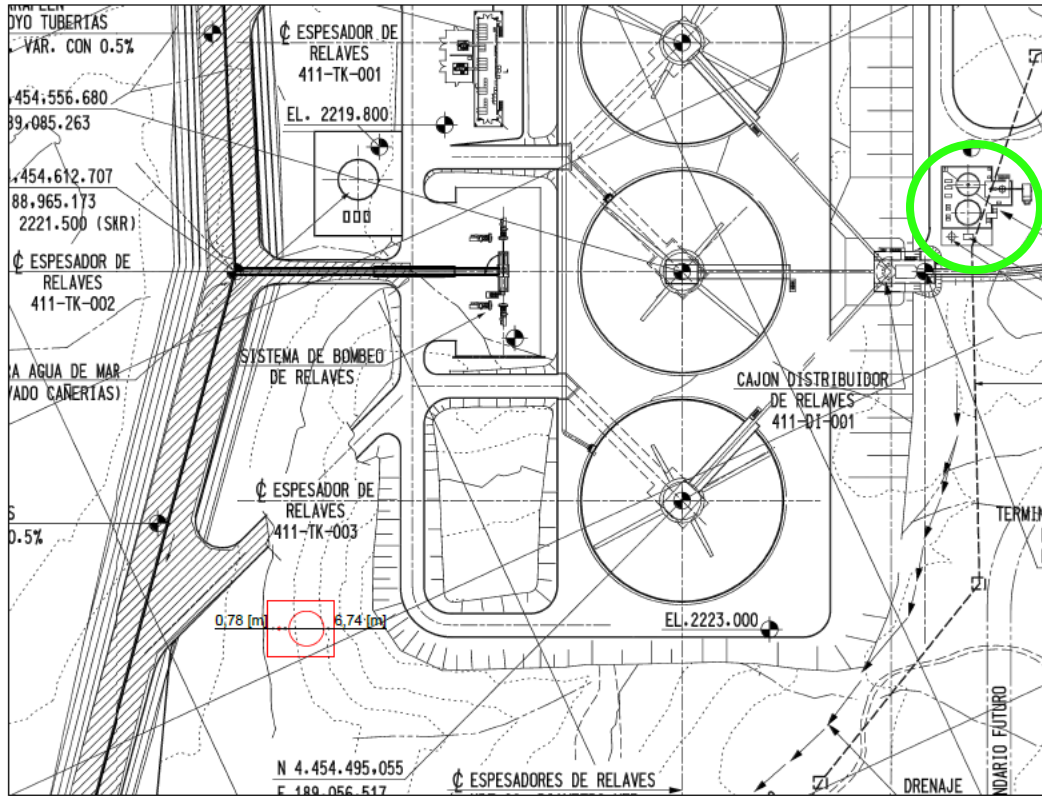 OYO TUBERIAS
. VAR. CON 0.5%
℄ ESPESADOR DE
RELAVES
411-TK-001
.454.556.680
89.085.263
EL. 2219.800
.454.612.707
88.965.173
2221.500 (SKR)
℄ ESPESADOR DE
RELAVES
411-TK-002
SISTEMA DE BOMBEO
DE RELAVES
CA AGUA DE MAR
VADO CAÑERIAS)
CAJON DISTRIBUIDOR
DE RELAVES
411-DI-001
℄ ESPESADOR DE
RELAVES
411-TK-003
S
0.5%
TERMIN
0,78 [m]
6,74 [m]
EL.2223.000
N 4.454.495.055
E 189.056.517
℄ ESPESADORES DE RELAVES
DRENAJE
NDARIO FUTURO